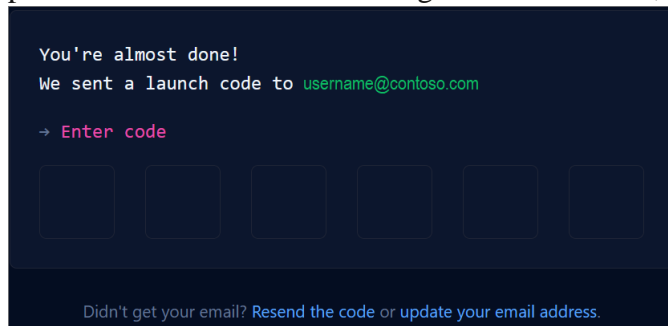 You're almost done!
We sent a launch code to username@contoso.com
→ Enter code
Didn't get your email? Resend the code or update your email address.